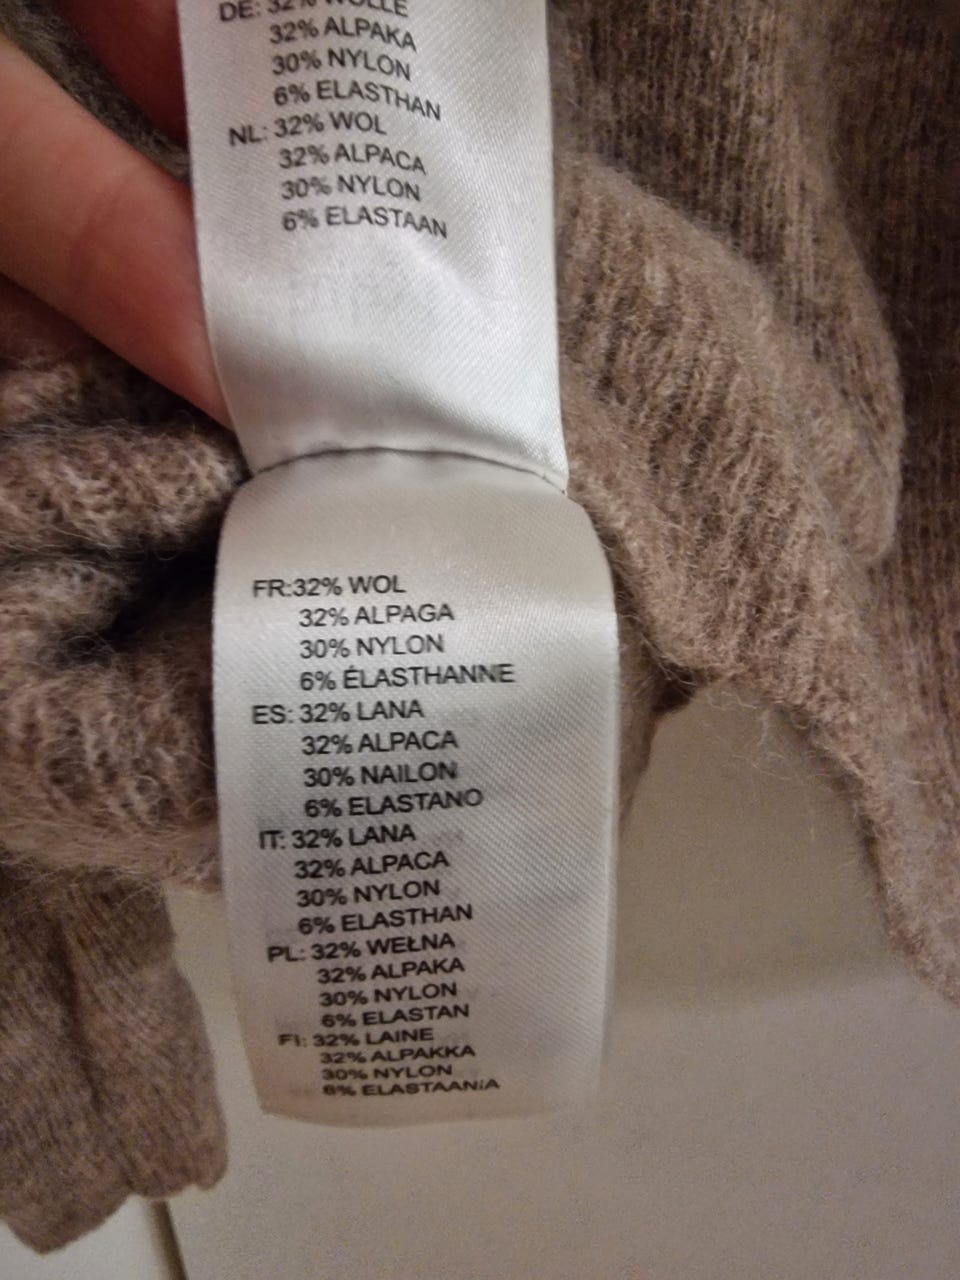 DE: 32% WOLLE
32% ALPAKA
30% NYLON
6% ELASTHAN
NL: 32% WOL
32% ALPACA
30% NYLON
6% ELASTAAN
FR:32% WOL
32% ALPAGA
30% NYLON
6% ÉLASTHANNE
ES: 32% LANA
32% ALPACA
30% NAILON
6% ELASTANO
IT: 32% LANA
32% ALPACA
30% NYLON
6% ELASTHAN
PL: 32% WEŁNA
32% ALPAKA
30% NYLON
6% ELASTAN
FI: 32% LAINE
32% ALPAKKA
30% NYLON
6% ELASTAANIA